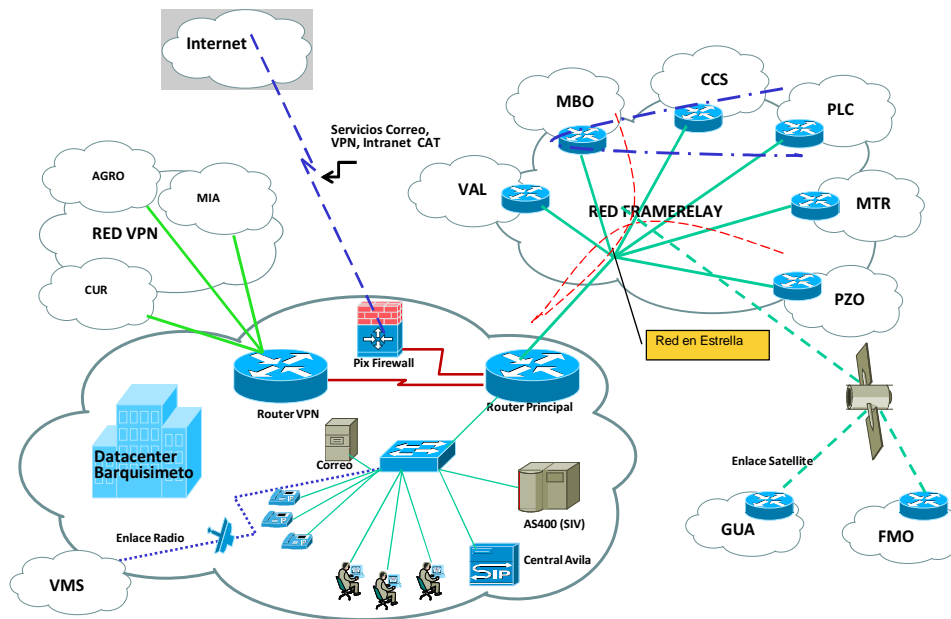 Internet
CCS
MBO
PLC
Servicios Correo,
VPN, Intranet CAT
AGRO
MIA
VAL
MTR
RED FRAMERELAY
RED VPN
CUR
PZO
Red en Estrella
Pix Firewall
Router VPN
Router Principal
Datacenter
Barquisimeto
Correo
Enlace Satellite
AS400 (SIV)
GUA
FMO
Enlace Radio
Central Avila
SIP
VMS